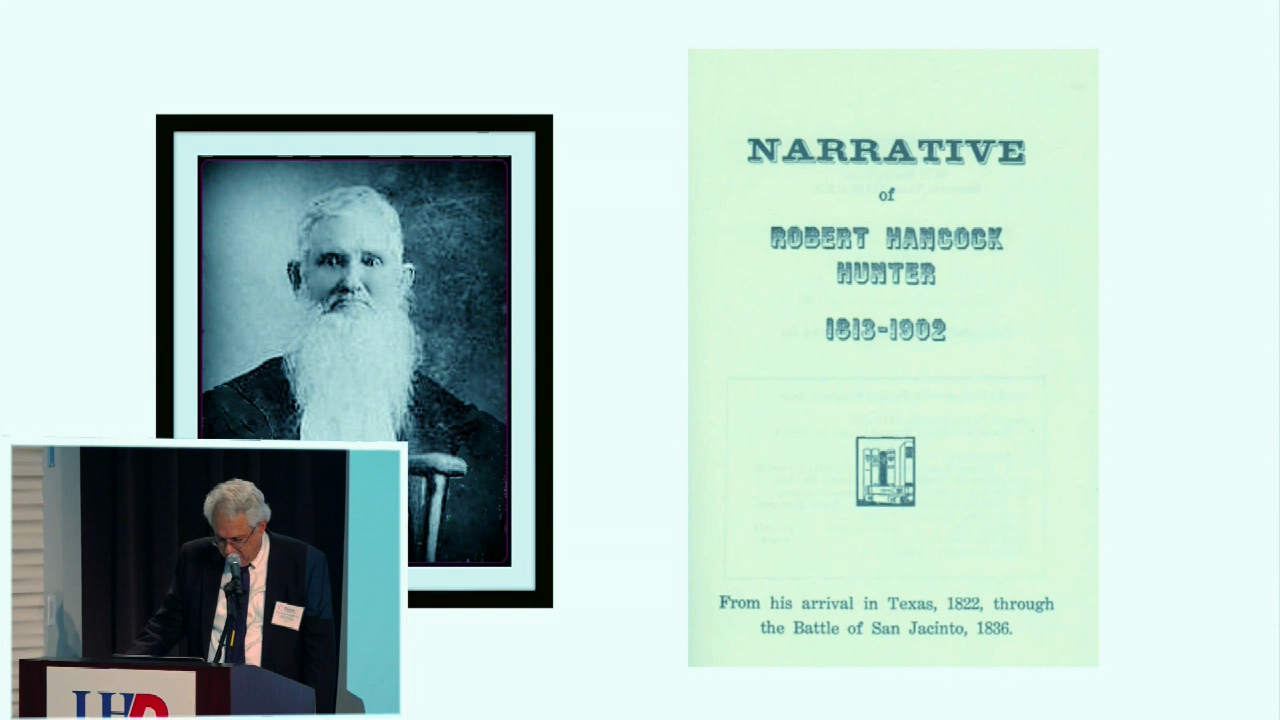 NARRATIVE
of
ROBERT HANCOCK
HUNTER
1813-1902
From his arrival in Texas, 1822, through
the Battle of San Jacinto, 1836.
UHD